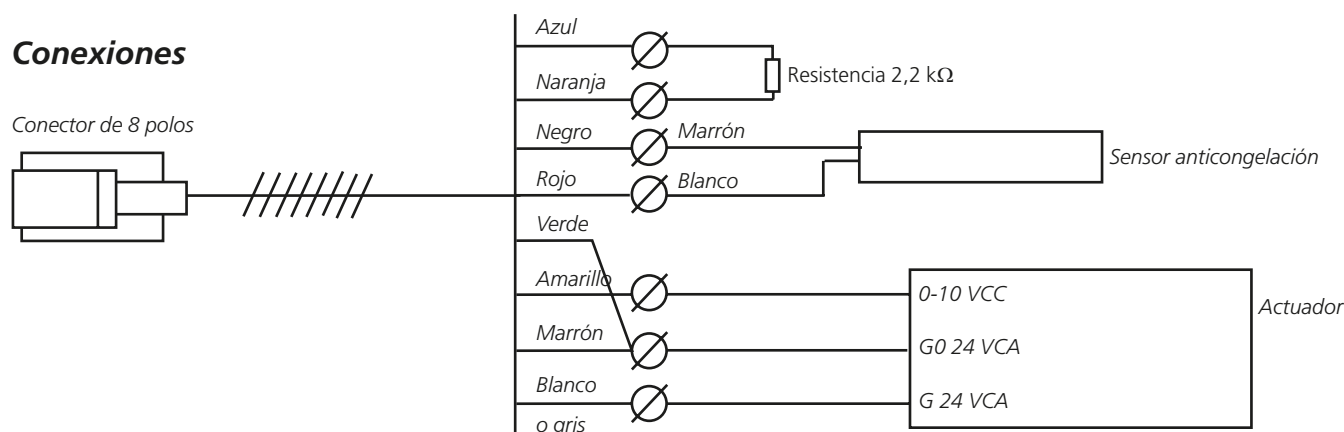 Conexiones
Conector de 8 polos
Azul
Naranja
Resistencia 2,2 kΩ
Negro
Marrón
Rojo
Blanco
Sensor anticongelación
Verde
Amarillo
0-10 VCC
Actuador
Marrón
G0 24 VCA
Blanco
o gris
G 24 VCA